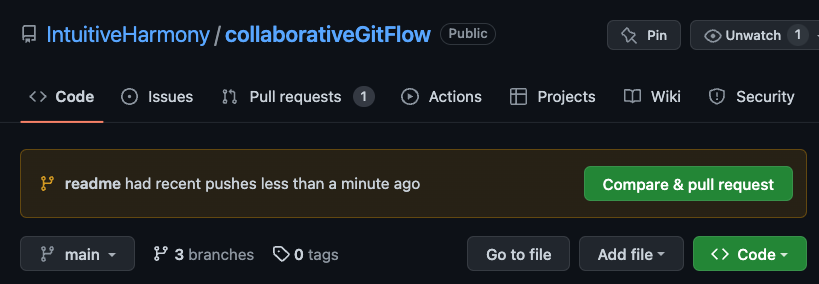 IntuitiveHarmony / collaborativeGitFlow Public Pin Unwatch 1
Code Issues Pull requests 1 Actions Projects Wiki Security
readme had recent pushes less than a minute ago Compare & pull request
main 3 branches 0 tags Go to file Add file Code